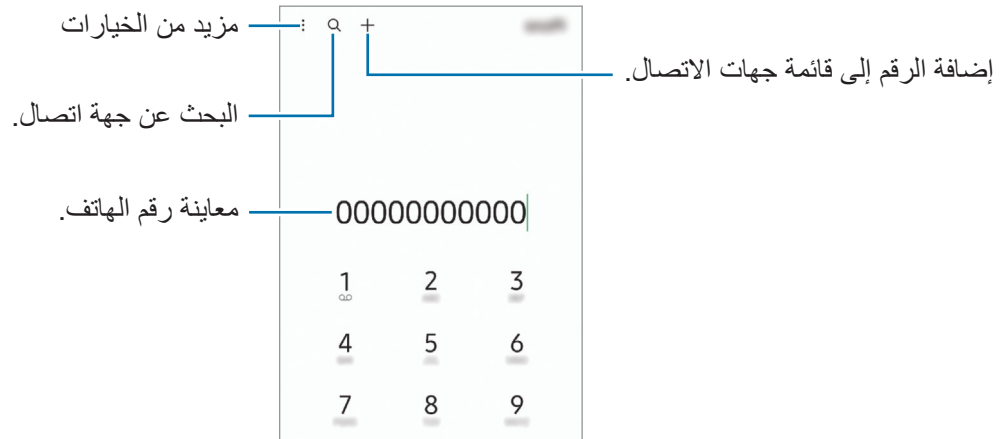 مزيد من الخيارات
إضافة الرقم إلى قائمة جهات الاتصال.
البحث عن جهة اتصال.
معاينة رقم الهاتف.
00000000000
1 2 3
4 5 6
7 8 9